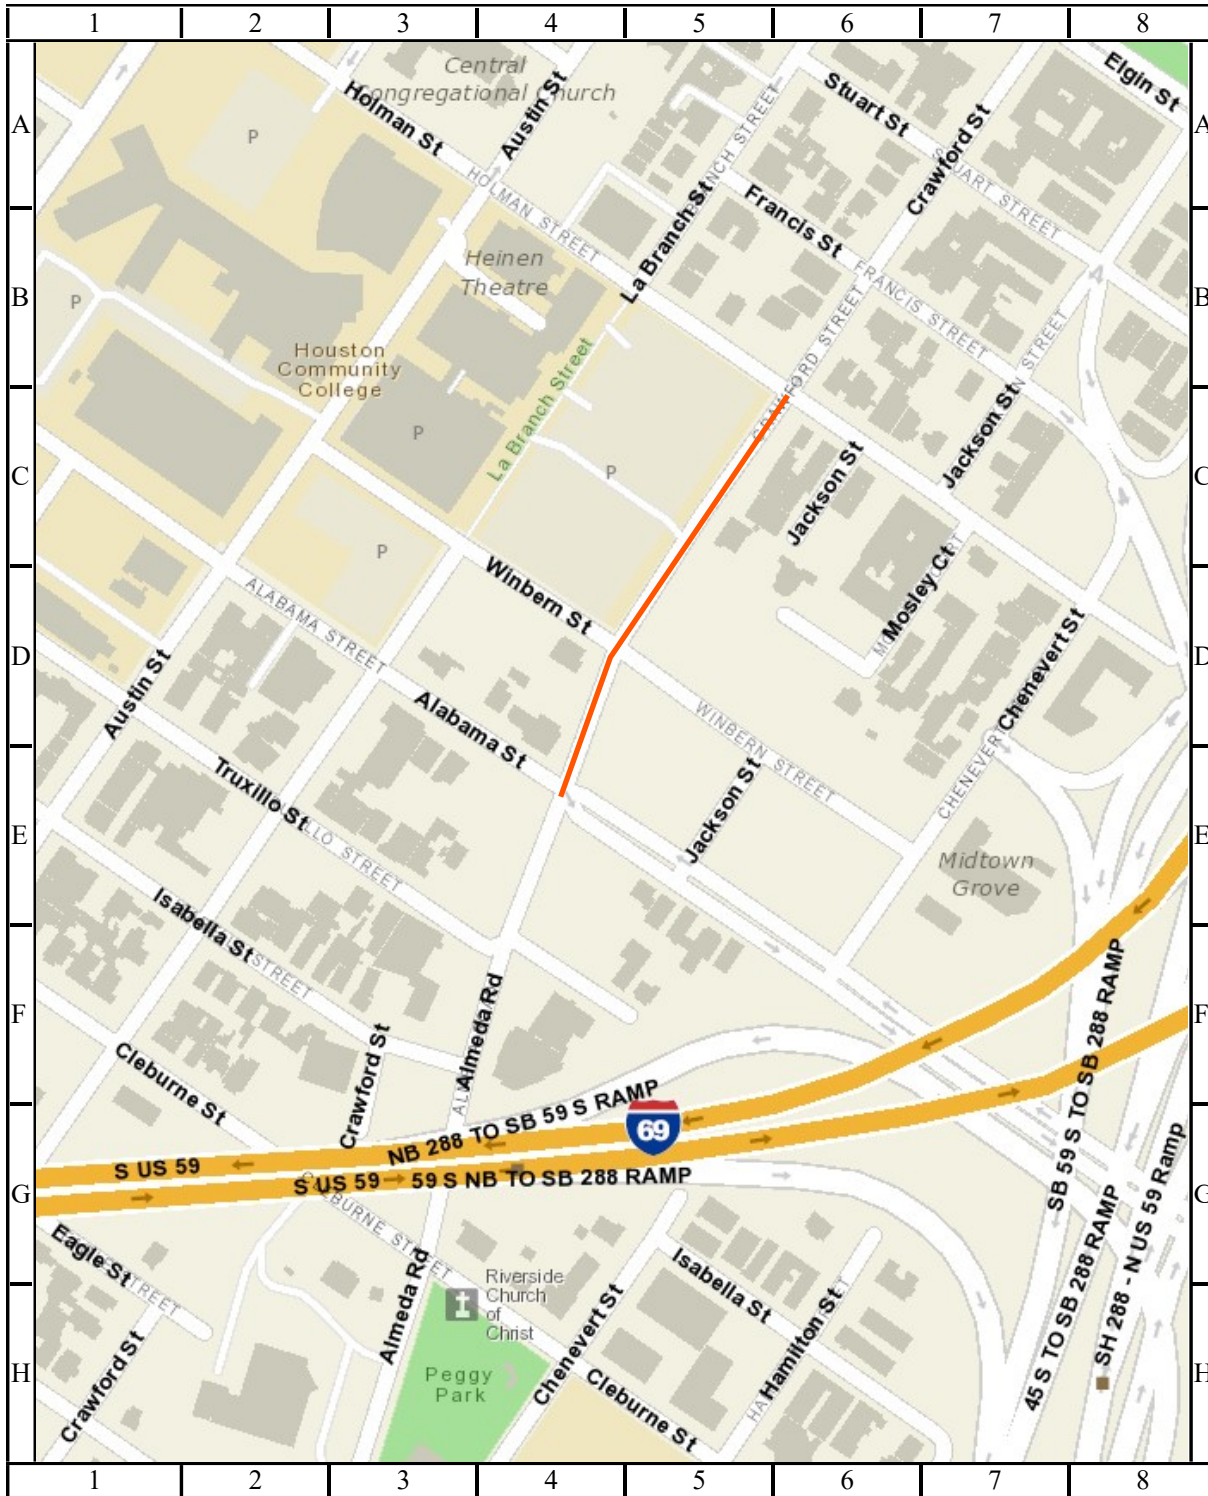 1 2 3 4 5 6 7 8
A
A
Central
Congregational Church
Holman St
Austin St
Stuart St
Elgin St
Crawford St
P
HOLMAN STREET
La Branch St
Francis St
B
B
Heinen
Theatre
P
FRANCIS STREET
CRAWFORD STREET
Houston
Community
College
La Branch Street
Jackson St
P
P
C
C
Jackson St
P
Winbern St
Mosley Ct
ALABAMA STREET
D
D
Chenevert St
Austin St
Alabama St
WINBERN STREET
CHENEVERT
Truxillo St
Jackson St
E
E
Midtown
Grove
Isabella St
STREET
F
F
Almeda Rd
Crawford St
Cleburne St
SB 59 S TO SB 288 RAMP
NB 288 TO SB 59 S RAMP
69
S US 59
S US 59
59 S NB TO SB 288 RAMP
G
G
45 S TO SB 288 RAMP
SH 288 - N US 59 Ramp
Eagle St
STREET
Almeda Rd
Isabella St
Riverside
Church
of
Christ
Hamilton St
Chenevert St
H
H
Crawford St
Peggy
Park
Cleburne St
1 2 3 4 5 6 7 8